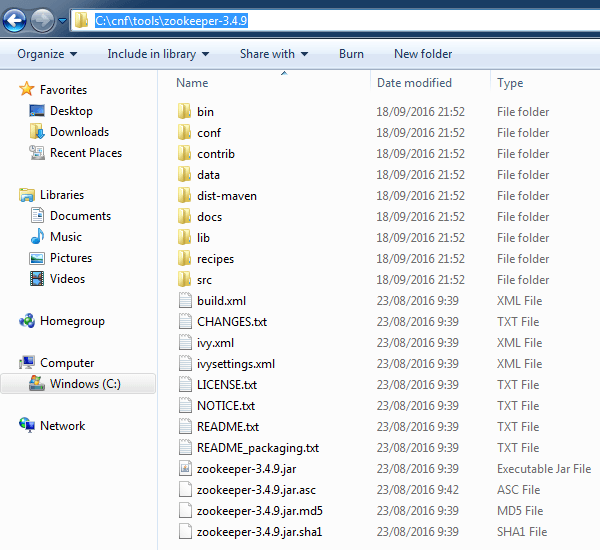 C:\cnf\tools\zookeeper-3.4.9
Organize Include in library Share with Burn New folder
Favorites
Desktop
Downloads
Recent Places
Libraries
Documents
Music
Pictures
Videos
Homegroup
Computer
Windows (C:)
Network
Name Date modified Type
bin 18/09/2016 21:52 File folder
conf 18/09/2016 21:52 File folder
contrib 18/09/2016 21:52 File folder
data 18/09/2016 21:52 File folder
dist-maven 18/09/2016 21:52 File folder
docs 18/09/2016 21:52 File folder
lib 18/09/2016 21:52 File folder
recipes 18/09/2016 21:52 File folder
src 18/09/2016 21:52 File folder
build.xml 23/08/2016 9:39 XML File
CHANGES.txt 23/08/2016 9:39 TXT File
ivy.xml 23/08/2016 9:39 XML File
ivysettings.xml 23/08/2016 9:39 XML File
LICENSE.txt 23/08/2016 9:39 TXT File
NOTICE.txt 23/08/2016 9:39 TXT File
README.txt 23/08/2016 9:39 TXT File
README_packaging.txt 23/08/2016 9:39 TXT File
zookeeper-3.4.9.jar 23/08/2016 9:39 Executable Jar File
zookeeper-3.4.9.jar.asc 23/08/2016 9:42 ASC File
zookeeper-3.4.9.jar.md5 23/08/2016 9:39 MD5 File
zookeeper-3.4.9.jar.sha1 23/08/2016 9:39 SHA1 File